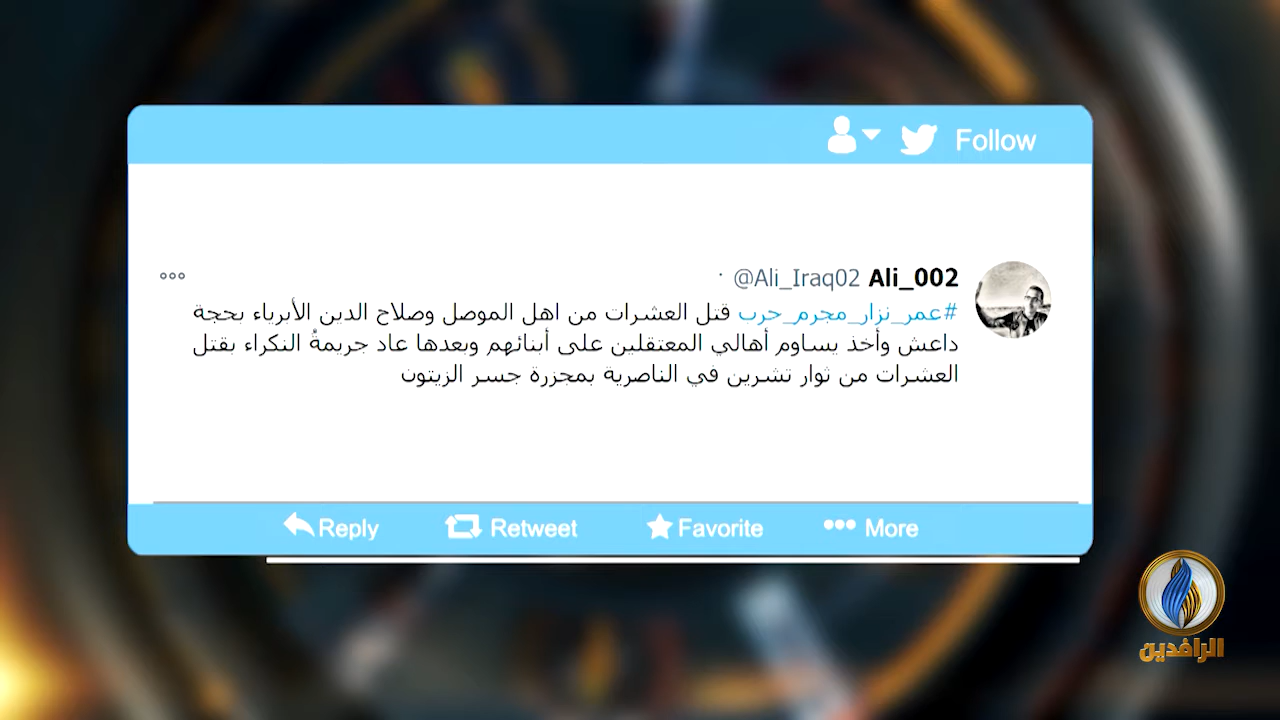 Follow
Ali_002 @Ali_Iraq02 ·
#عمر_نزار_مجرم_حرب قتل العشرات من اهل الموصل وصلاح الدين الأبرياء بحجة
داعش وأخذ يساوم أهالي المعتقلين على أبنائهم وبعدها عاد جريمةُ النكراء بقتل
العشرات من ثوار تشرين في الناصرية بمجزرة جسر الزيتون
Reply Retweet Favorite More
الرافدين